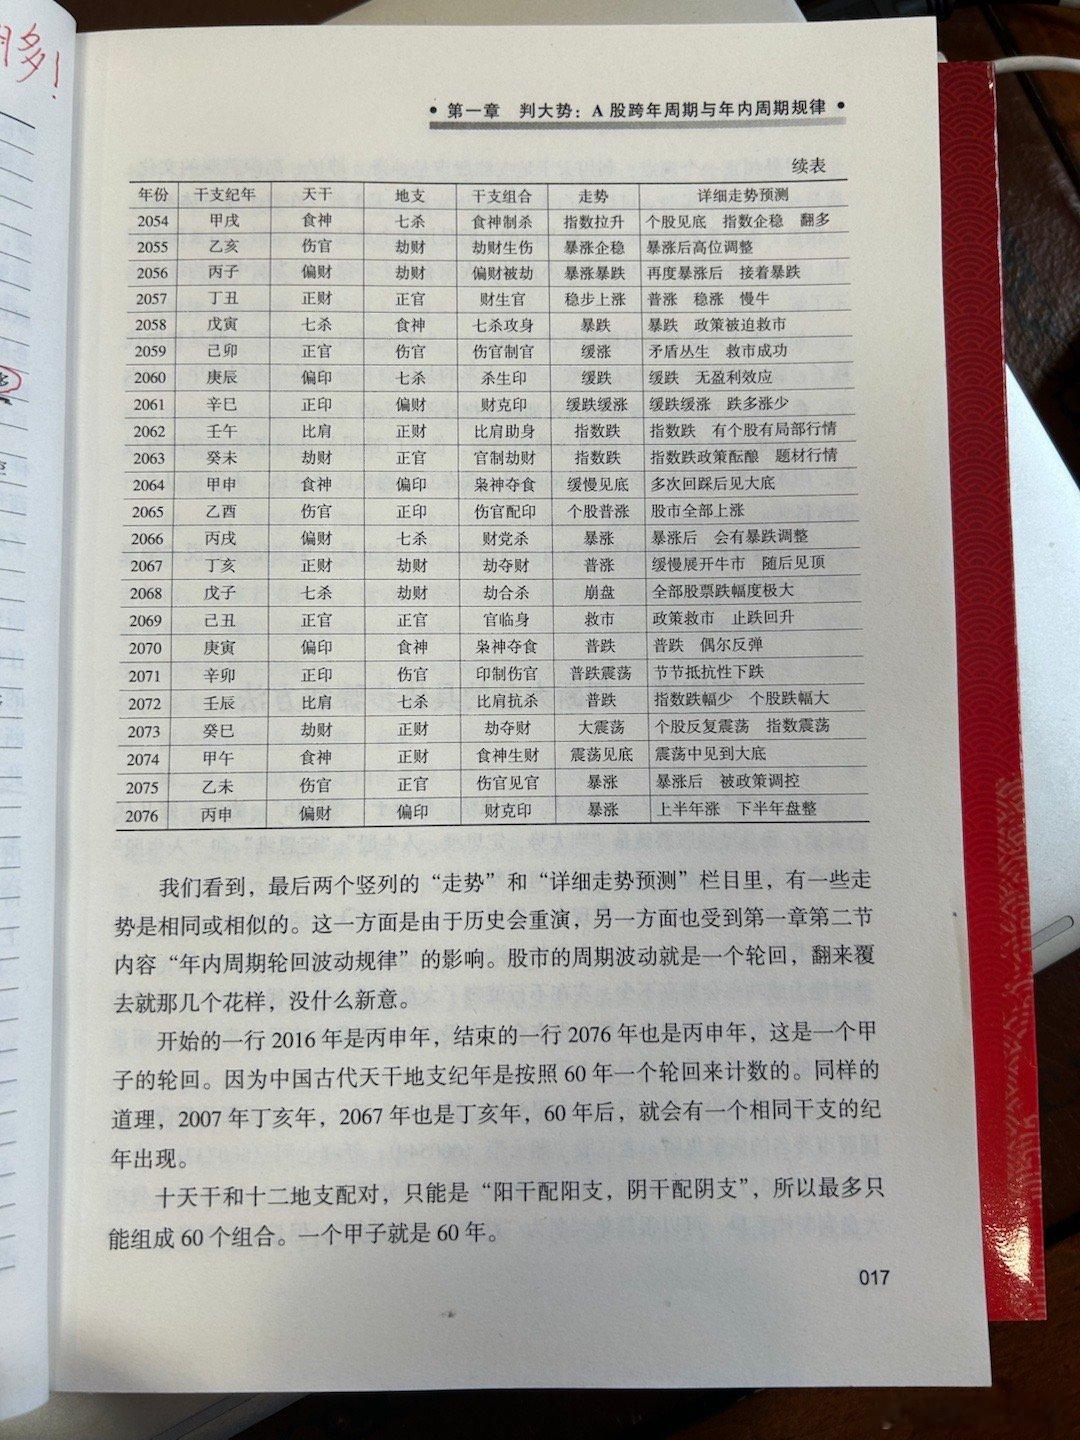 月多!
• 第一章 判大势：A 股跨年周期与年内周期规律 •
续表
年份 干支纪年 天干 地支 干支组合 走势 详细走势预测
2054 甲戌 食神 七杀 食神制杀 指数拉升 个股见底 指数企稳 翻多
2055 乙亥 伤官 劫财 劫财生伤 暴涨企稳 暴涨后高位调整
2056 丙子 偏财 劫财 偏财被劫 暴涨暴跌 再度暴涨后 接着暴跌
2057 丁丑 正财 正官 财生官 稳步上涨 普涨 稳涨 慢牛
2058 戊寅 七杀 食神 七杀攻身 暴跌 暴跌 政策被迫救市
2059 己卯 正官 伤官 伤官制官 缓涨 矛盾丛生 救市成功
2060 庚辰 偏印 七杀 杀生印 缓跌 缓跌 无盈利效应
2061 辛巳 正印 偏财 财克印 缓跌缓涨 缓跌缓涨 跌多涨少
2062 壬午 比肩 正财 比肩助身 指数跌 指数跌 有个股有局部行情
2063 癸未 劫财 正官 官制劫财 指数跌 指数跌政策酝酿 题材行情
2064 甲申 食神 偏印 枭神夺食 缓慢见底 多次回踩后见大底
2065 乙酉 伤官 正印 伤官配印 个股普涨 股市全部上涨
2066 丙戌 偏财 七杀 财党杀 暴涨 暴涨后 会有暴跌调整
2067 丁亥 正财 劫财 劫夺财 普涨 缓慢展开牛市 随后见顶
2068 戊子 七杀 劫财 劫合杀 崩盘 全部股票跌幅度极大
2069 己丑 正官 正官 官临身 救市 政策救市 止跌回升
2070 庚寅 偏印 食神 枭神夺食 普跌 普跌 偶尔反弹
2071 辛卯 正印 伤官 印制伤官 普跌震荡 节节抵抗性下跌
2072 壬辰 比肩 七杀 比肩抗杀 普跌 指数跌幅少 个股跌幅大
2073 癸巳 劫财 正财 劫夺财 大震荡 个股反复震荡 指数震荡
2074 甲午 食神 正财 食神生财 震荡见底 震荡中见到大底
2075 乙未 伤官 正官 伤官见官 暴涨 暴涨后 被政策调控
2076 丙申 偏财 偏印 财克印 暴涨 上半年涨 下半年盘整
我们看到，最后两个竖列的“走势”和“详细走势预测”栏目里，有一些走
势是相同或相似的。这一方面是由于历史会重演，另一方面也受到第一章第二节
内容“年内周期轮回波动规律”的影响。股市的周期波动就是一个轮回，翻来覆
去就那几个花样，没什么新意。
开始的一行 2016 年是丙申年，结束的一行 2076 年也是丙申年，这是一个甲
子的轮回。因为中国古代天干地支纪年是按照 60 年一个轮回来计数的。同样的
道理，2007 年丁亥年，2067 年也是丁亥年，60 年后，就会有一个相同干支的纪
年出现。
十天干和十二地支配对，只能是“阳干配阳支，阴干配阴支”，所以最多只
能组成 60 个组合。一个甲子就是 60 年。
017